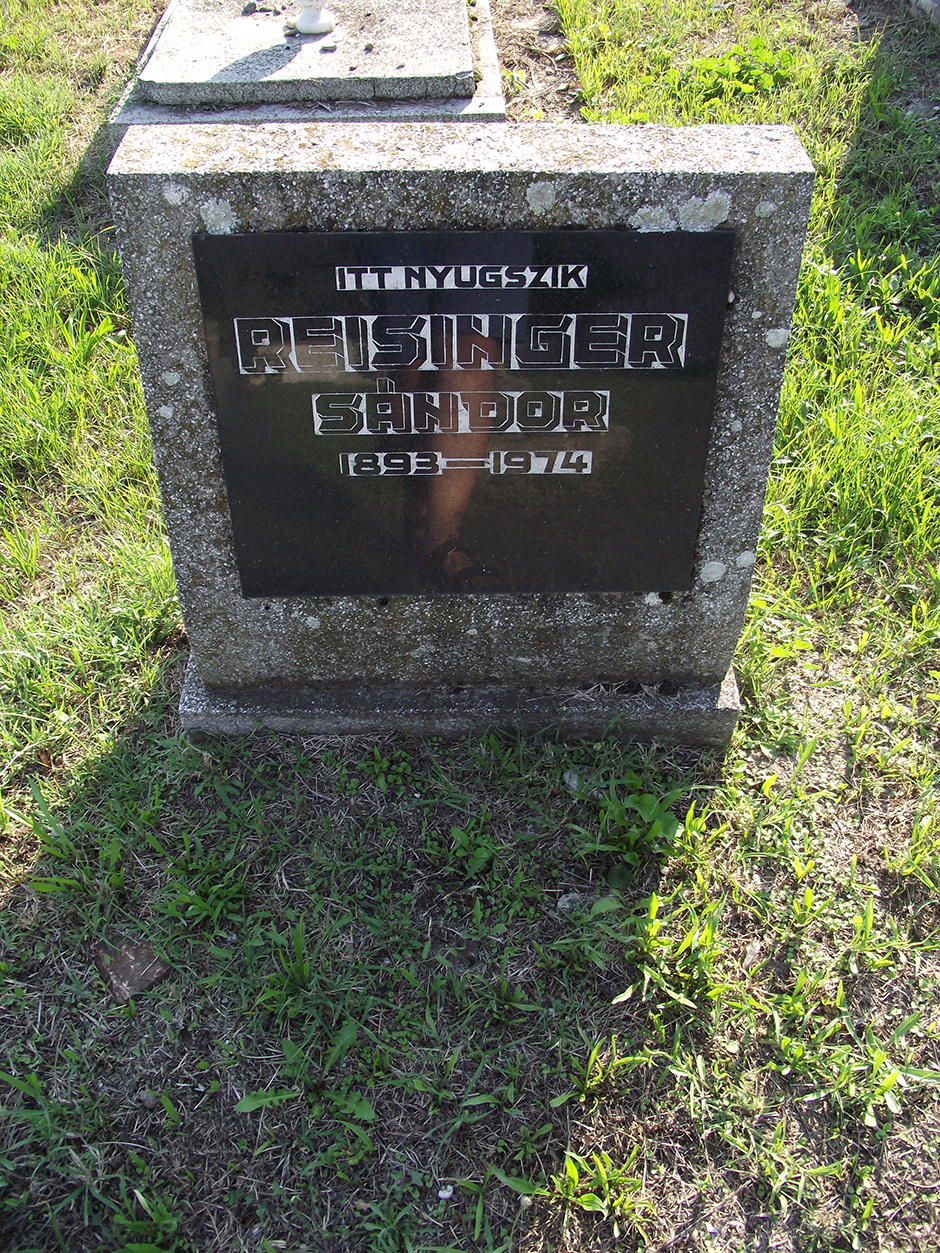 ITT NYUGSZIK
REISINGER
SÁNDOR
1893—1974